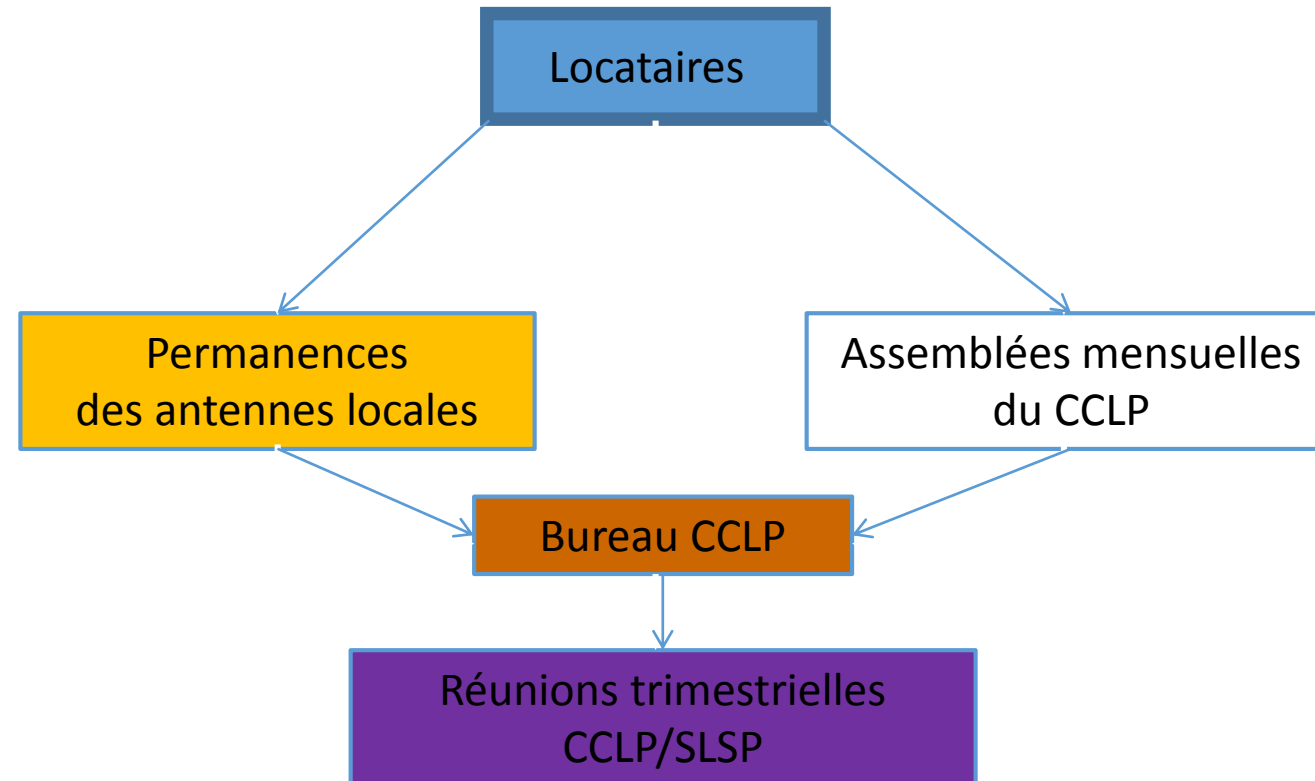 Locataires
Permanences
des antennes locales
Assemblées mensuelles
du CCLP
Bureau CCLP
Réunions trimestrielles
CCLP/SLSP